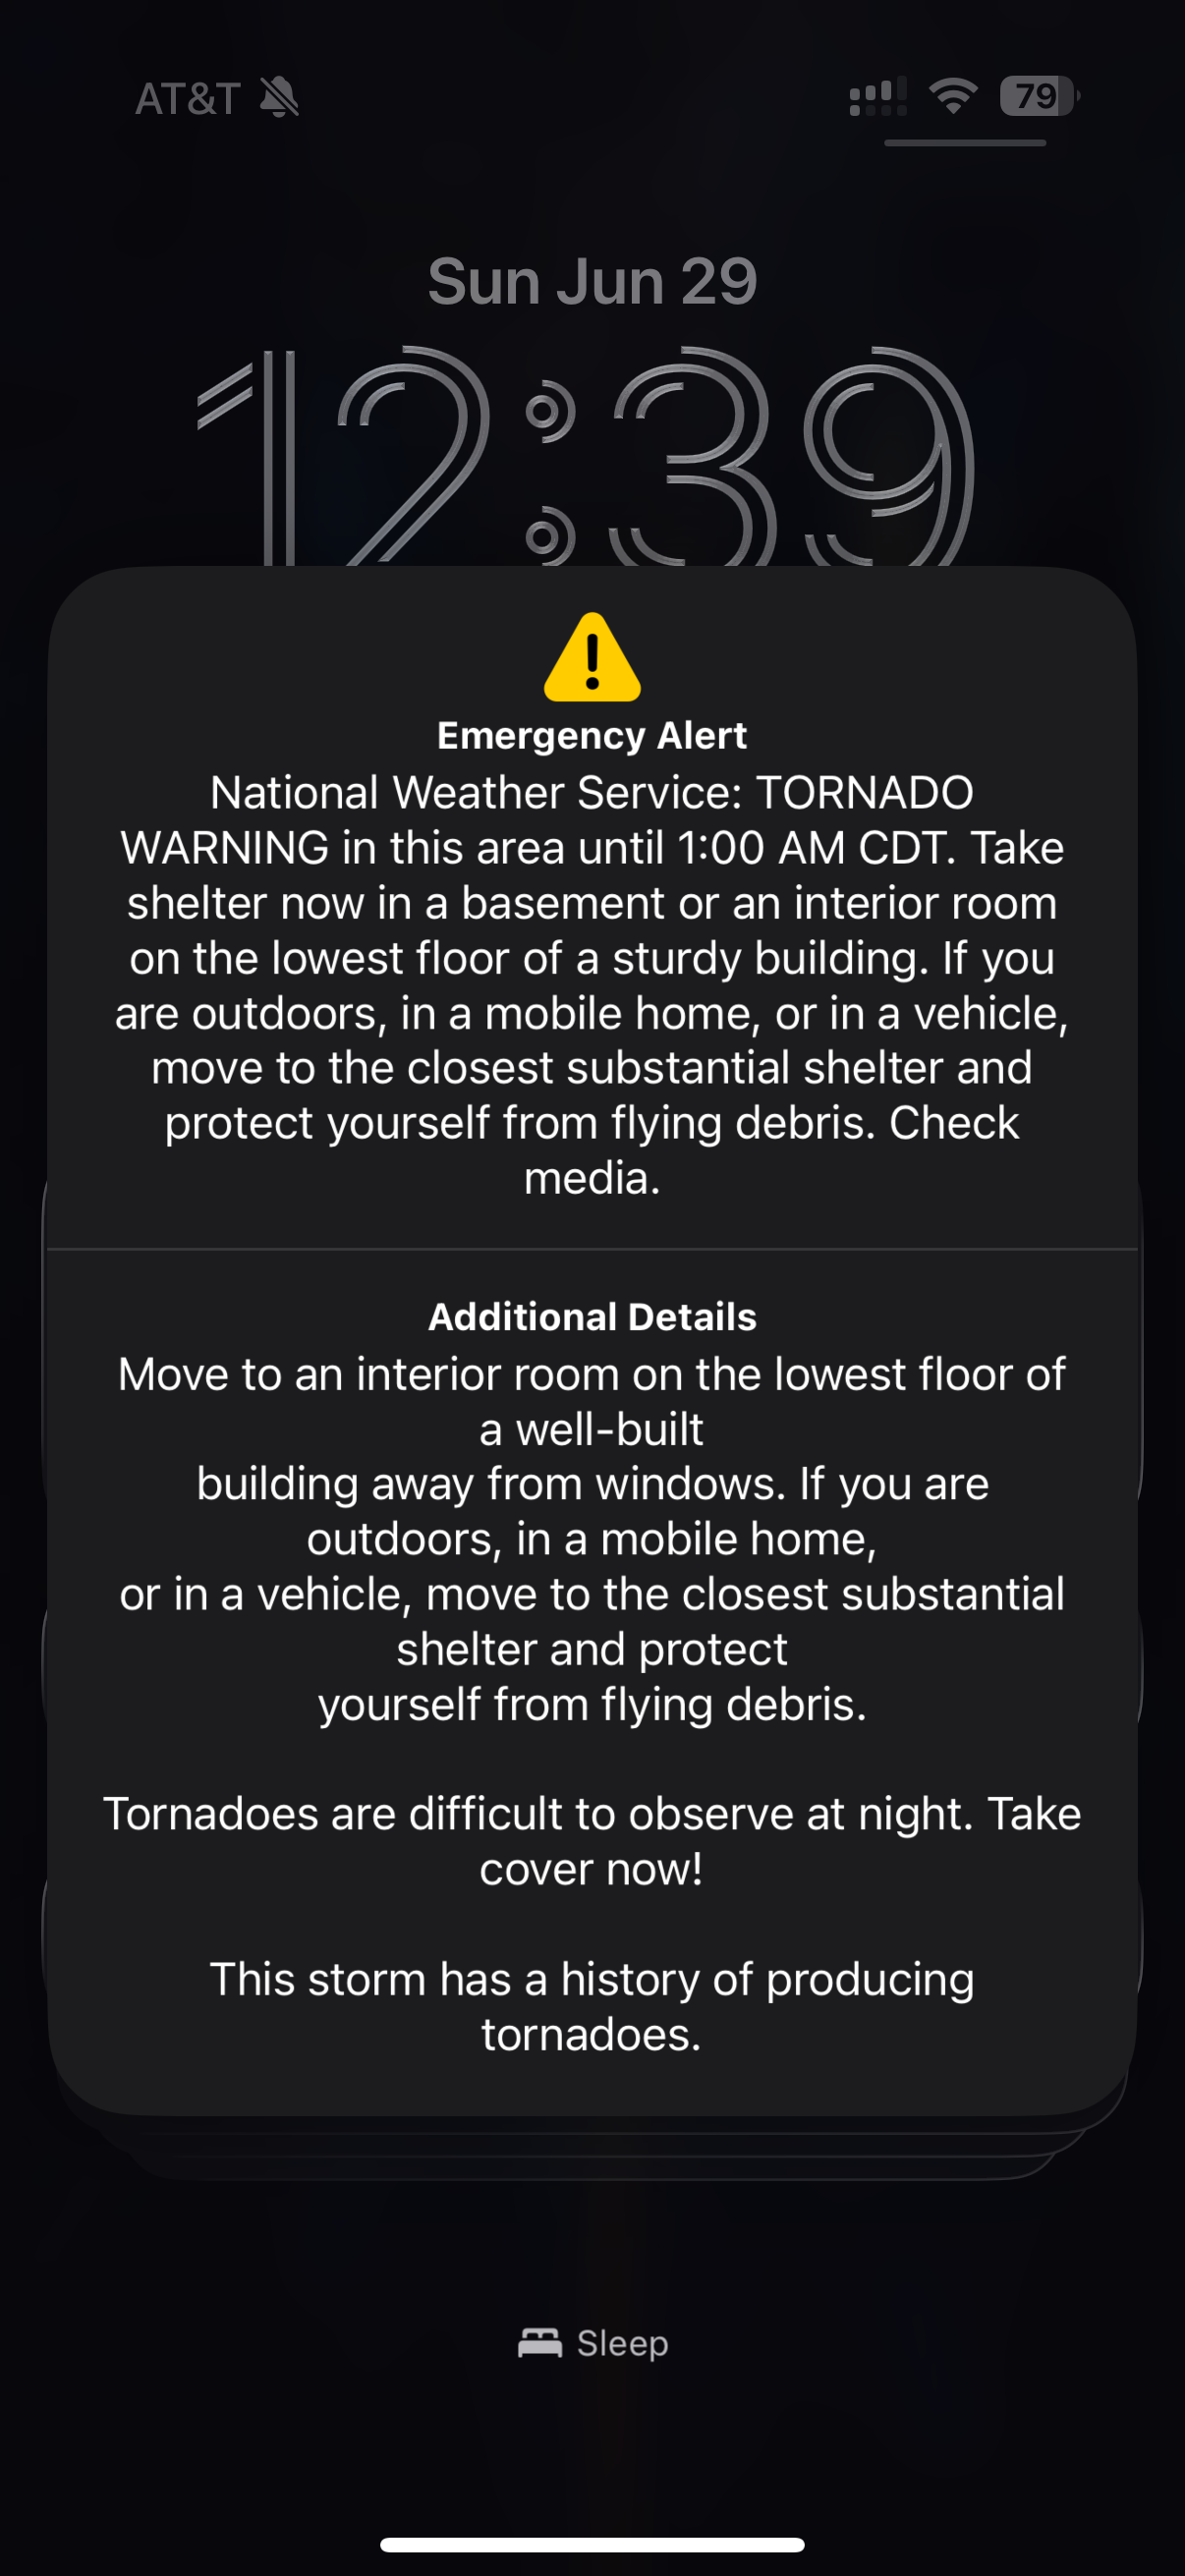 AT&T
79
Sun Jun 29
12:39
Emergency Alert
National Weather Service: TORNADO
WARNING in this area until 1:00 AM CDT. Take
shelter now in a basement or an interior room
on the lowest floor of a sturdy building. If you
are outdoors, in a mobile home, or in a vehicle,
move to the closest substantial shelter and
protect yourself from flying debris. Check
media.
Additional Details
Move to an interior room on the lowest floor of
a well-built
building away from windows. If you are
outdoors, in a mobile home,
or in a vehicle, move to the closest substantial
shelter and protect
yourself from flying debris.
Tornadoes are difficult to observe at night. Take
cover now!
This storm has a history of producing
tornadoes.
Sleep